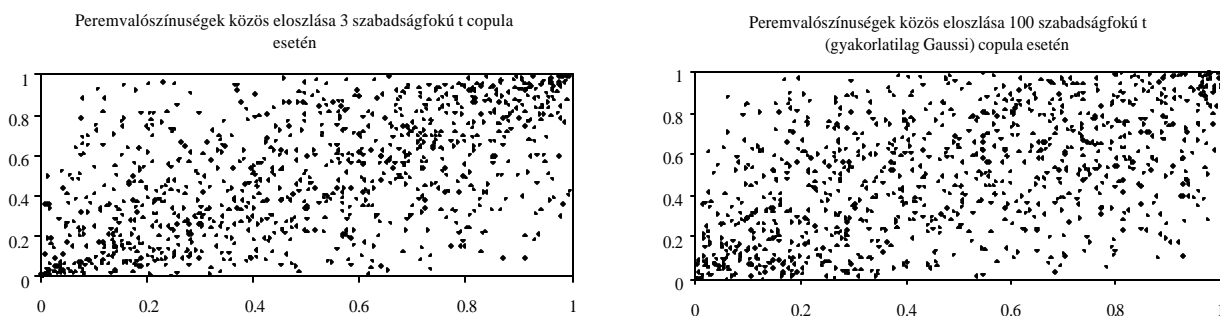 Peremvalószínuségek közös eloszlása 3 szabadságfokú t copula
esetén
1
0.8
0.6
0.4
0.2
0
0 0.2 0.4 0.6 0.8 1
Peremvalószínuségek közös eloszlása 100 szabadságfokú t
(gyakorlatilag Gaussi) copula esetén
1
0.8
0.6
0.4
0.2
0
0 0.2 0.4 0.6 0.8 1